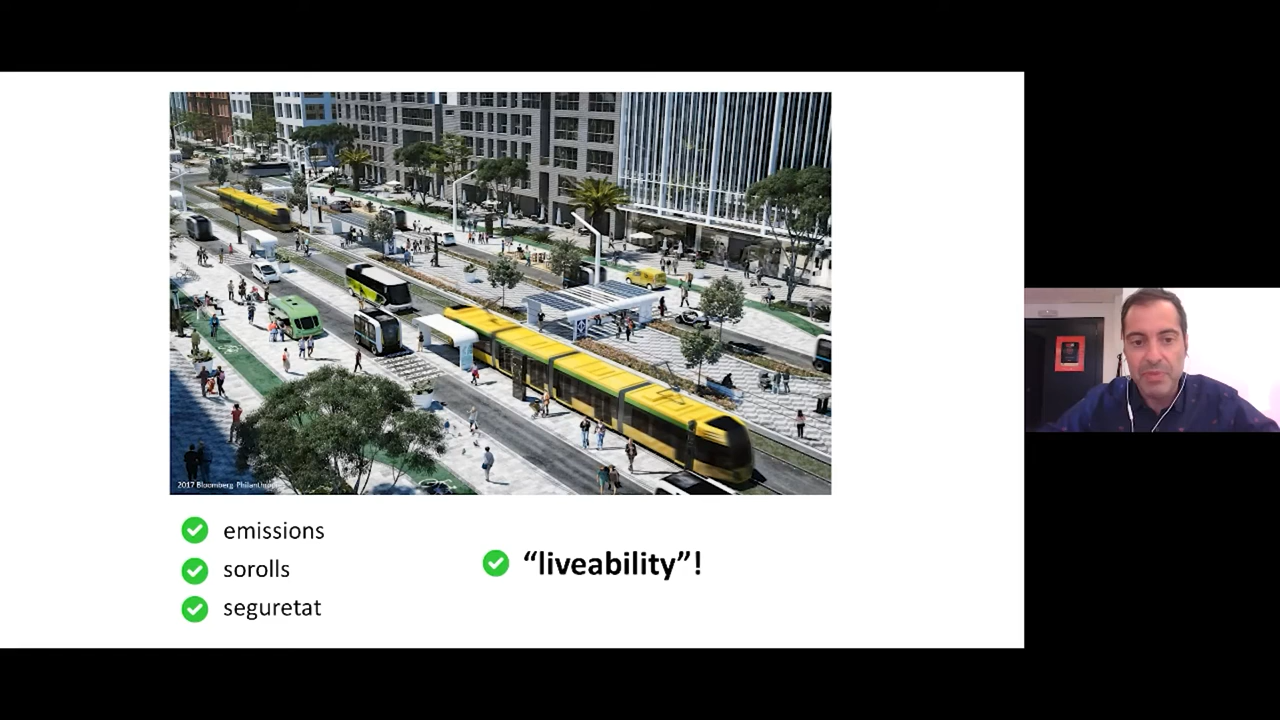 2017 Bloomberg Philanthropies
emissions
sorolls
seguretat
“liveability”!